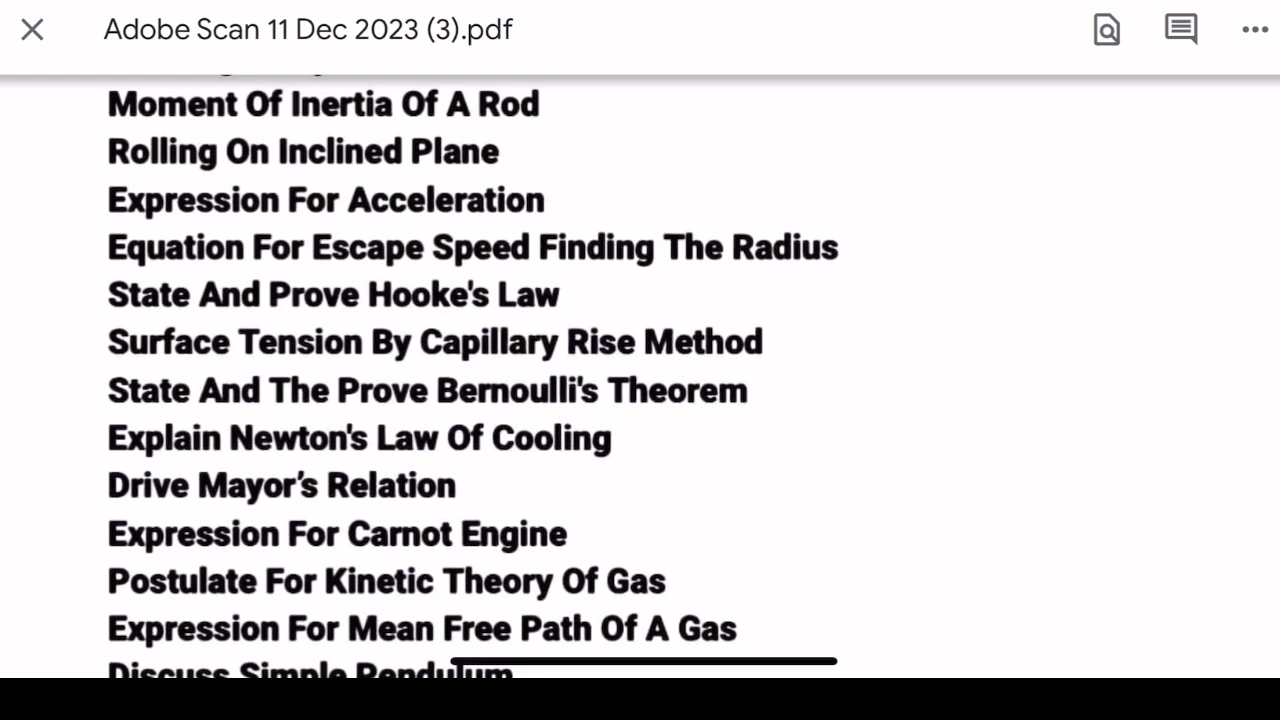 Adobe Scan 11 Dec 2023 (3).pdf
Moment Of Inertia Of A Rod
Rolling On Inclined Plane
Expression For Acceleration
Equation For Escape Speed Finding The Radius
State And Prove Hooke's Law
Surface Tension By Capillary Rise Method
State And The Prove Bernoulli's Theorem
Explain Newton's Law Of Cooling
Drive Mayor's Relation
Expression For Carnot Engine
Postulate For Kinetic Theory Of Gas
Expression For Mean Free Path Of A Gas
Discuss Simple Pendulum